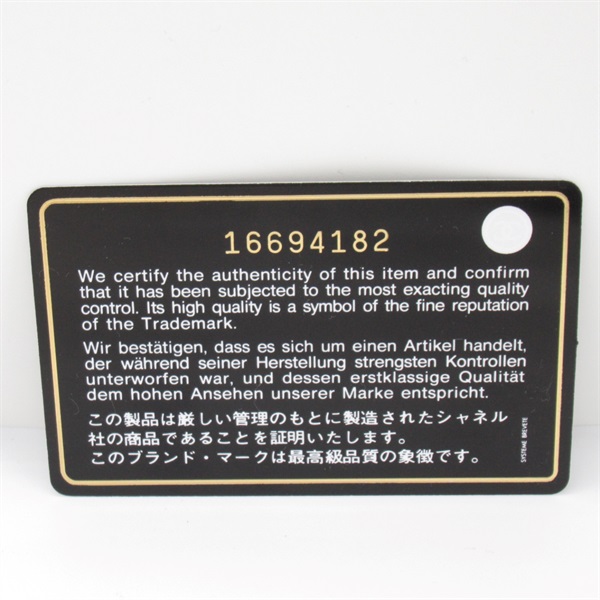 16694182
We certify the authenticity of this item and confirm
that it has been subjected to the most exacting quality
control. Its high quality is a symbol of the fine reputation
of the Trademark.
Wir bestätigen, dass es sich um einen Artikel handelt,
der während seiner Herstellung strengsten Kontrollen
unterworfen war, und dessen erstklassige Qualität
dem hohen Ansehen unserer Marke entspricht.
この製品は厳しい管理のもとに製造されたシャネル
社の商品であることを証明いたします。
このブランド・マークは最高級品質の象徴です。
SYSTEME BREVETE